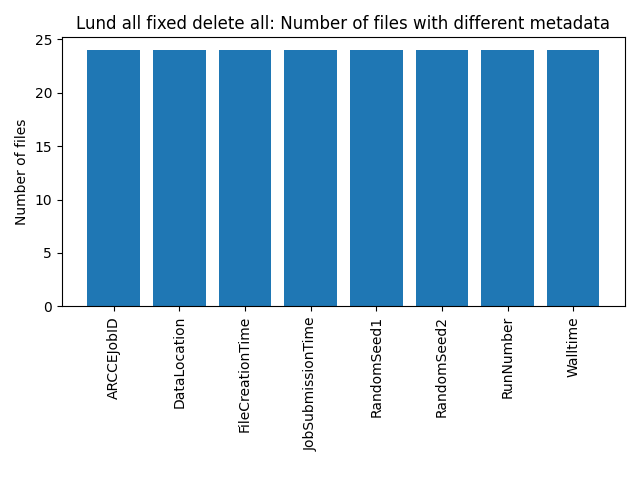 Lund all fixed delete all: Number of files with different metadata
Number of files
25
20
15
10
5
0
ARCCEJobID
DataLocation
FileCreationTime
JobSubmissionTime
RandomSeed1
RandomSeed2
RunNumber
Walltime